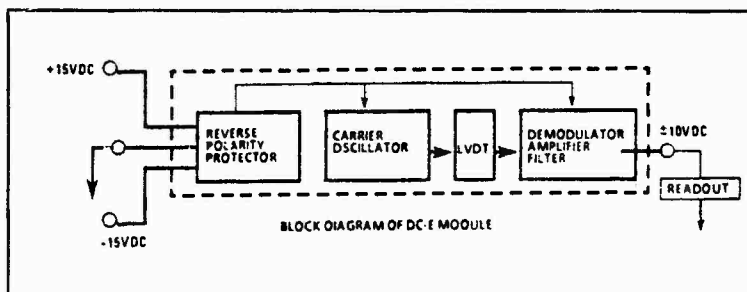 +15VDC
REVERSE
POLARITY
PROTECTOR
CARRIER
OSCILLATOR
LVDT
DEMODULATOR
AMPLIFIER
FILTER
±10VDC
READOUT
-15VDC
BLOCK DIAGRAM OF DC-E MODULE